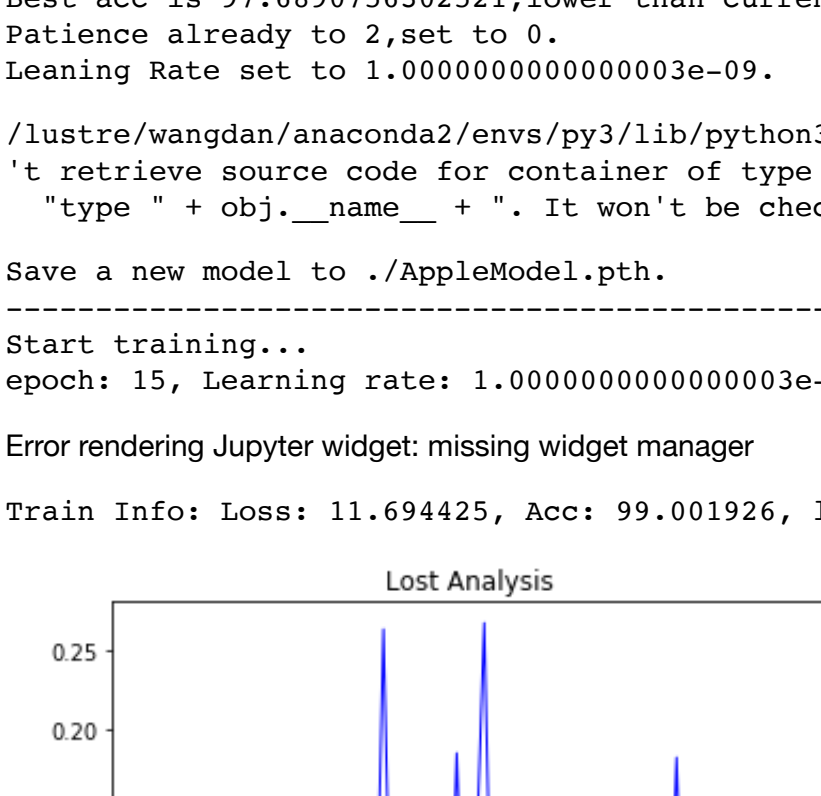 Best acc is 97.6890756302521,lower than curre
Patience already to 2,set to 0.
Leaning Rate set to 1.0000000000000003e-09.
/lustre/wangdan/anaconda2/envs/py3/lib/python3
't retrieve source code for container of type
"type " + obj.__name__ + ". It won't be chec
Save a new model to ./AppleModel.pth.
-----------------------------------------------
Start training...
epoch: 15, Learning rate: 1.0000000000000003e-
Error rendering Jupyter widget: missing widget manager
Train Info: Loss: 11.694425, Acc: 99.001926, l
Lost Analysis
0.25
0.20